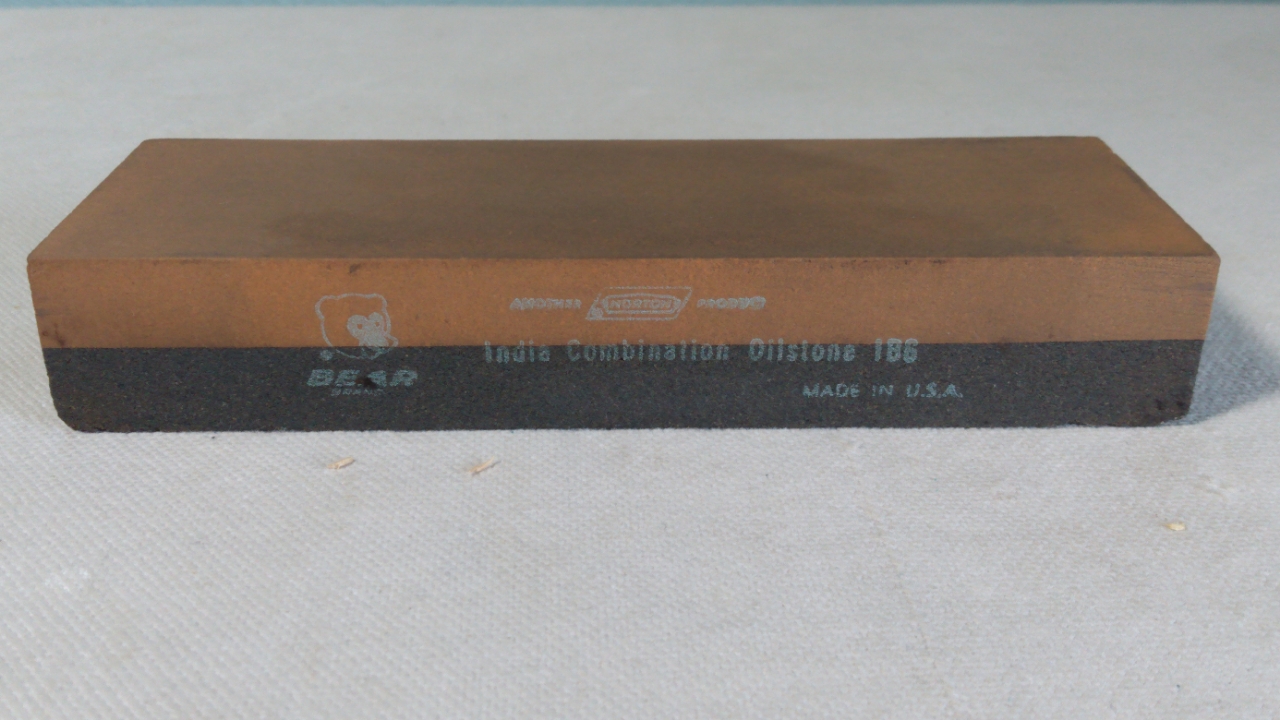 ANOTHER NORTON PRODUCT
India Combination Oilstone 1B6
BEAR
BRAND
MADE IN U.S.A.